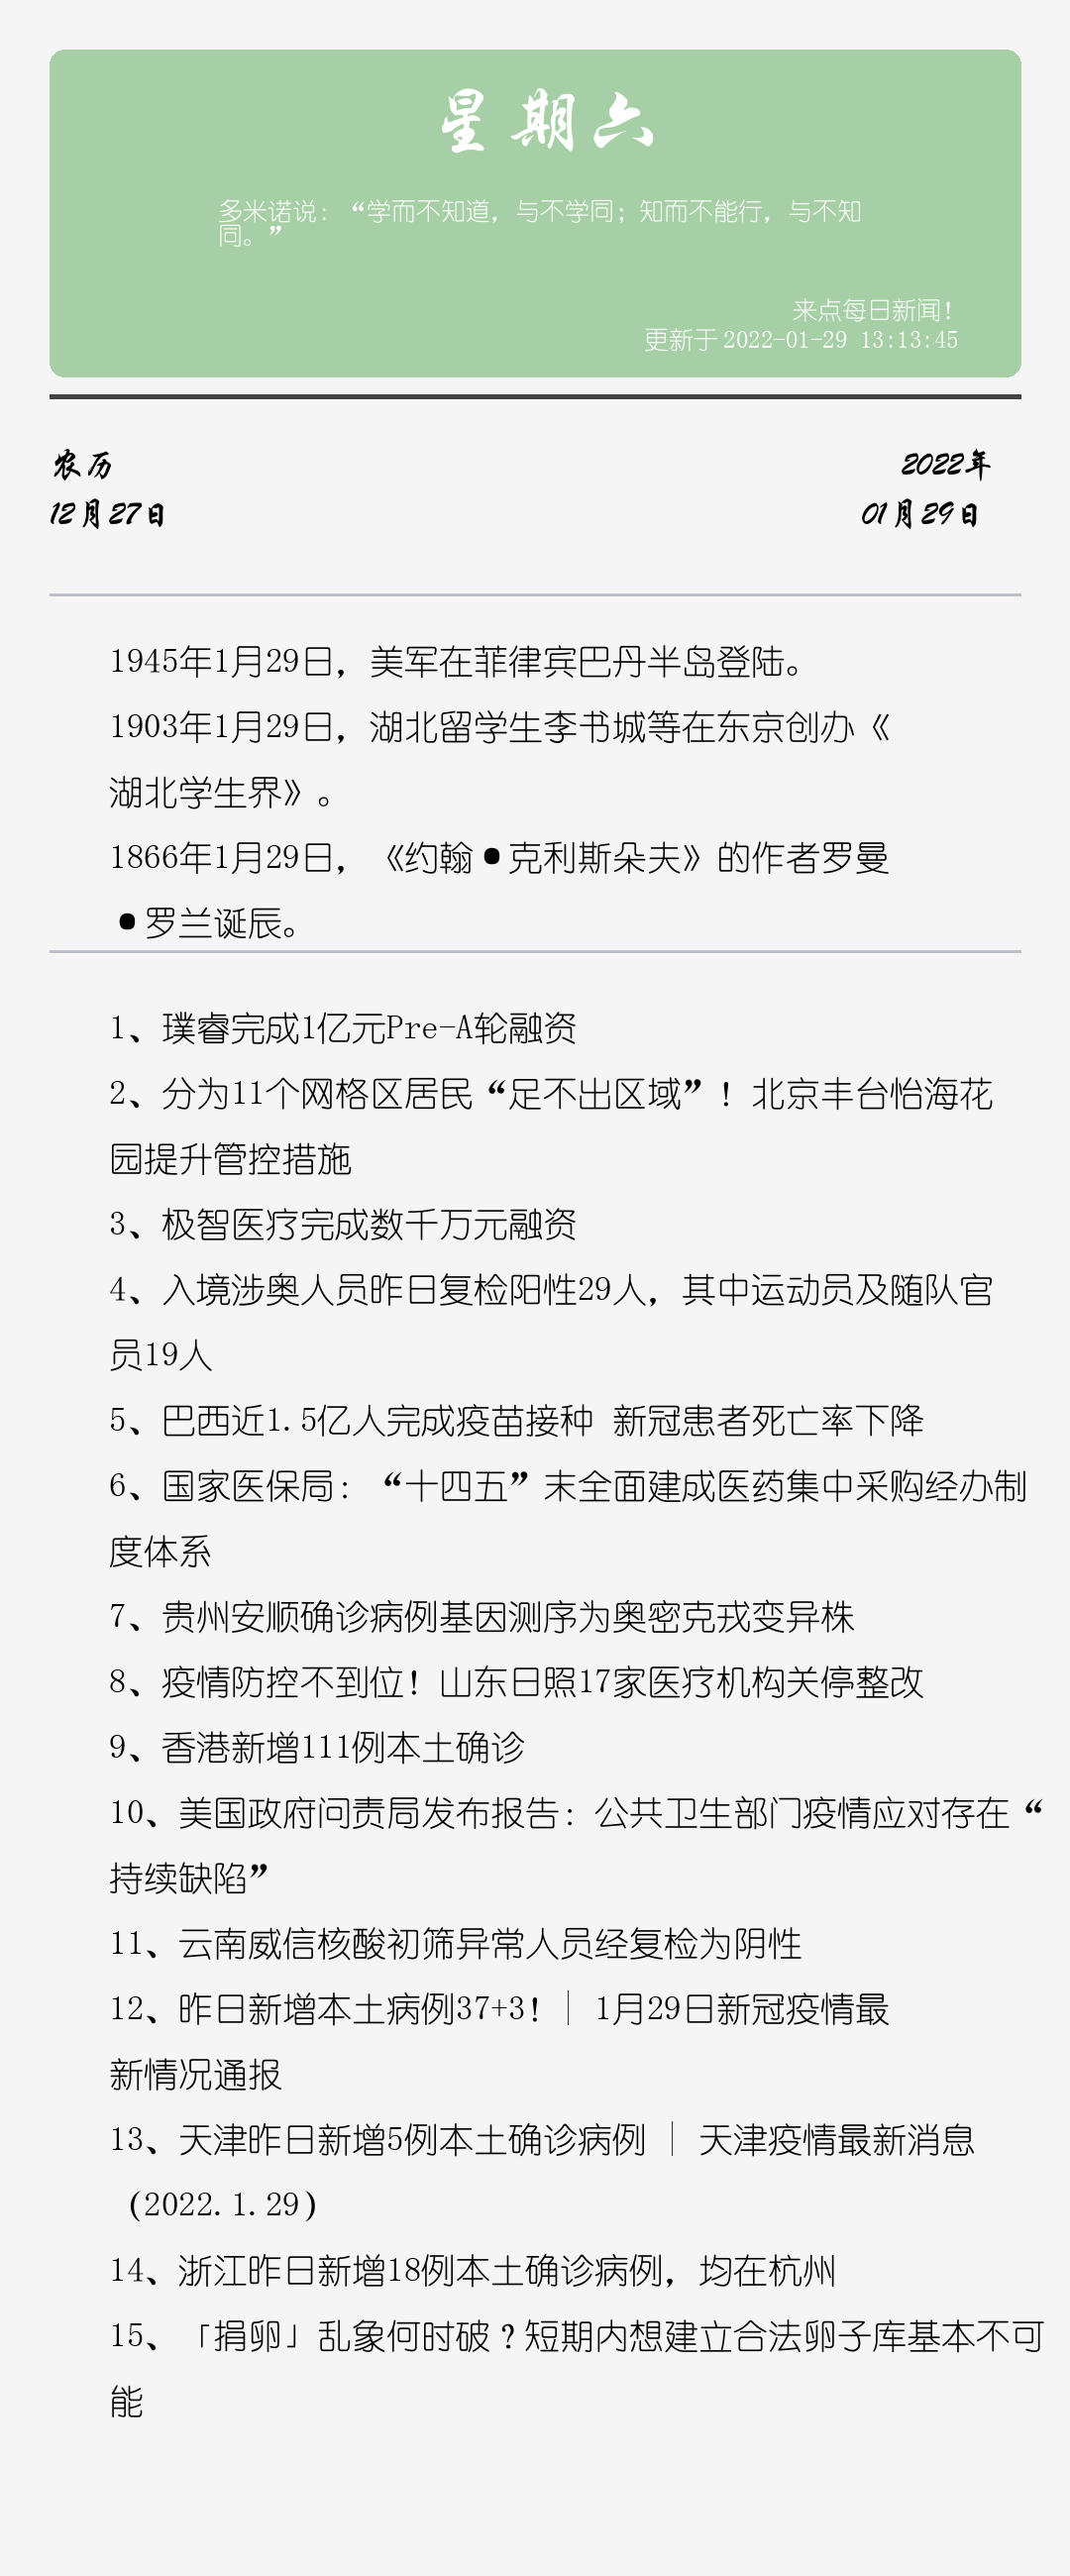 星期六
多米诺说：“学而不知道，与不学同；知而不能行，与不知
同。”
来点每日新闻！
更新于2022-01-29 13:13:45
农历
2022年
12月27日
01月29日
1945年1月29日，美军在菲律宾巴丹半岛登陆。
1903年1月29日，湖北留学生李书城等在东京创办《
湖北学生界》。
1866年1月29日，《约翰•克利斯朵夫》的作者罗曼
•罗兰诞辰。
1、璞睿完成1亿元Pre-A轮融资
2、分为11个网格区居民“足不出区域”！北京丰台怡海花
园提升管控措施
3、极智医疗完成数千万元融资
4、入境涉奥人员昨日复检阳性29人，其中运动员及随队官
员19人
5、巴西近1.5亿人完成疫苗接种 新冠患者死亡率下降
6、国家医保局：“十四五”末全面建成医药集中采购经办制
度体系
7、贵州安顺确诊病例基因测序为奥密克戎变异株
8、疫情防控不到位！山东日照17家医疗机构关停整改
9、香港新增111例本土确诊
10、美国政府问责局发布报告：公共卫生部门疫情应对存在“
持续缺陷”
11、云南威信核酸初筛异常人员经复检为阴性
12、昨日新增本土病例37+3！│ 1月29日新冠疫情最
新情况通报
13、天津昨日新增5例本土确诊病例 │ 天津疫情最新消息
（2022.1.29）
14、浙江昨日新增18例本土确诊病例，均在杭州
15、「捐卵」乱象何时破？短期内想建立合法卵子库基本不可
能